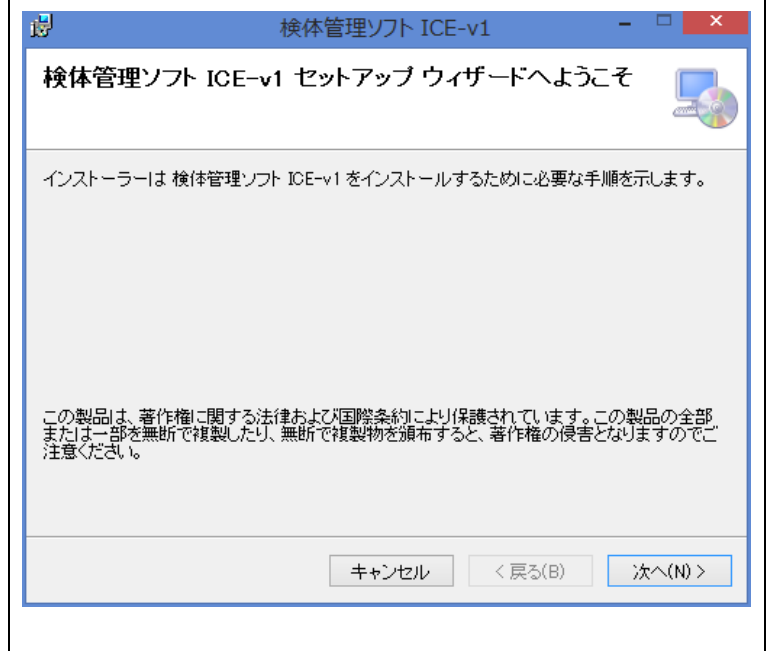 検体管理ソフト ICE-v1
検体管理ソフト ICE-v1 セットアップ ウィザードへようこそ
インストーラーは 検体管理ソフト ICE-v1 をインストールするために必要な手順を示します。
この製品は、著作権に関する法律および国際条約により保護されています。この製品の全部
または一部を無断で複製したり、無断で複製物を頒布すると、著作権の侵害となりますのでご
注意ください。
キャンセル
< 戻る(B)
次へ(N) >